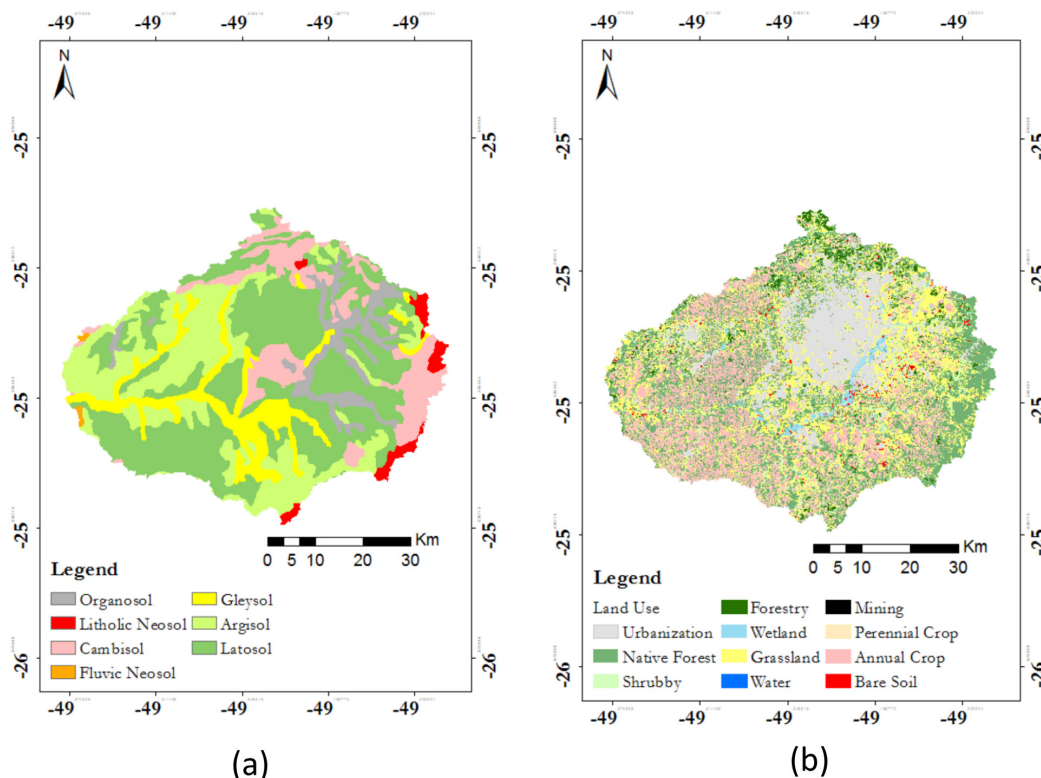 -49 -49 -49 -49 -49
-49 -49 -49 -49 -49
N
N
-25 -25
-25 -25
-25 -25
-25 -25
-25 -25
-25 -25
-25 -25
-25 -25
Km
0 5 10 20 30
Km
0 5 10 20 30
Legend
Organosol Gleysol
Litholic Neosol Argisol
Cambisol Latosol
Fluvic Neosol
Legend
Land Use Forestry Mining
Urbanization Wetland Perennial Crop
Native Forest Grassland Annual Crop
Shrubby Water Bare Soil
-26 -26
-26 -26
-49 -49 -49 -49 -49
-49 -49 -49 -49 -49
(a)
(b)